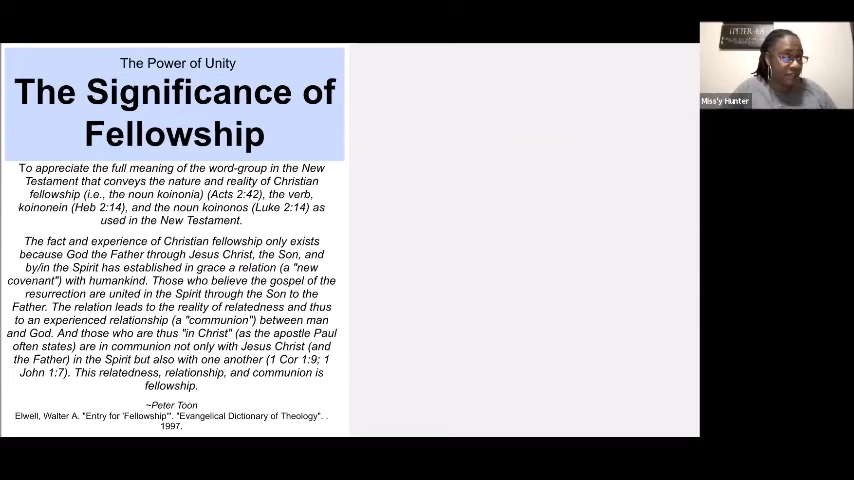 The Power of Unity
The Significance of
Fellowship
To appreciate the full meaning of the word-group in the New
Testament that conveys the nature and reality of Christian
fellowship (i.e., the noun koinonia) (Acts 2:42), the verb,
koinonein (Heb 2:14), and the noun koinonos (Luke 2:14) as
used in the New Testament.
The fact and experience of Christian fellowship only exists
because God the Father through Jesus Christ, the Son, and
by/in the Spirit has established in grace a relation (a "new
covenant") with humankind. Those who believe the gospel of the
resurrection are united in the Spirit through the Son to the
Father. The relation leads to the reality of relatedness and thus
to an experienced relationship (a "communion") between man
and God. And those who are thus "in Christ" (as the apostle Paul
often states) are in communion not only with Jesus Christ (and
the Father) in the Spirit but also with one another (1 Cor 1:9; 1
John 1:7). This relatedness, relationship, and communion is
fellowship.
~Peter Toon
Elwell, Walter A. "Entry for 'Fellowship'". "Evangelical Dictionary of Theology". .
1997.
Miss'y Hunter